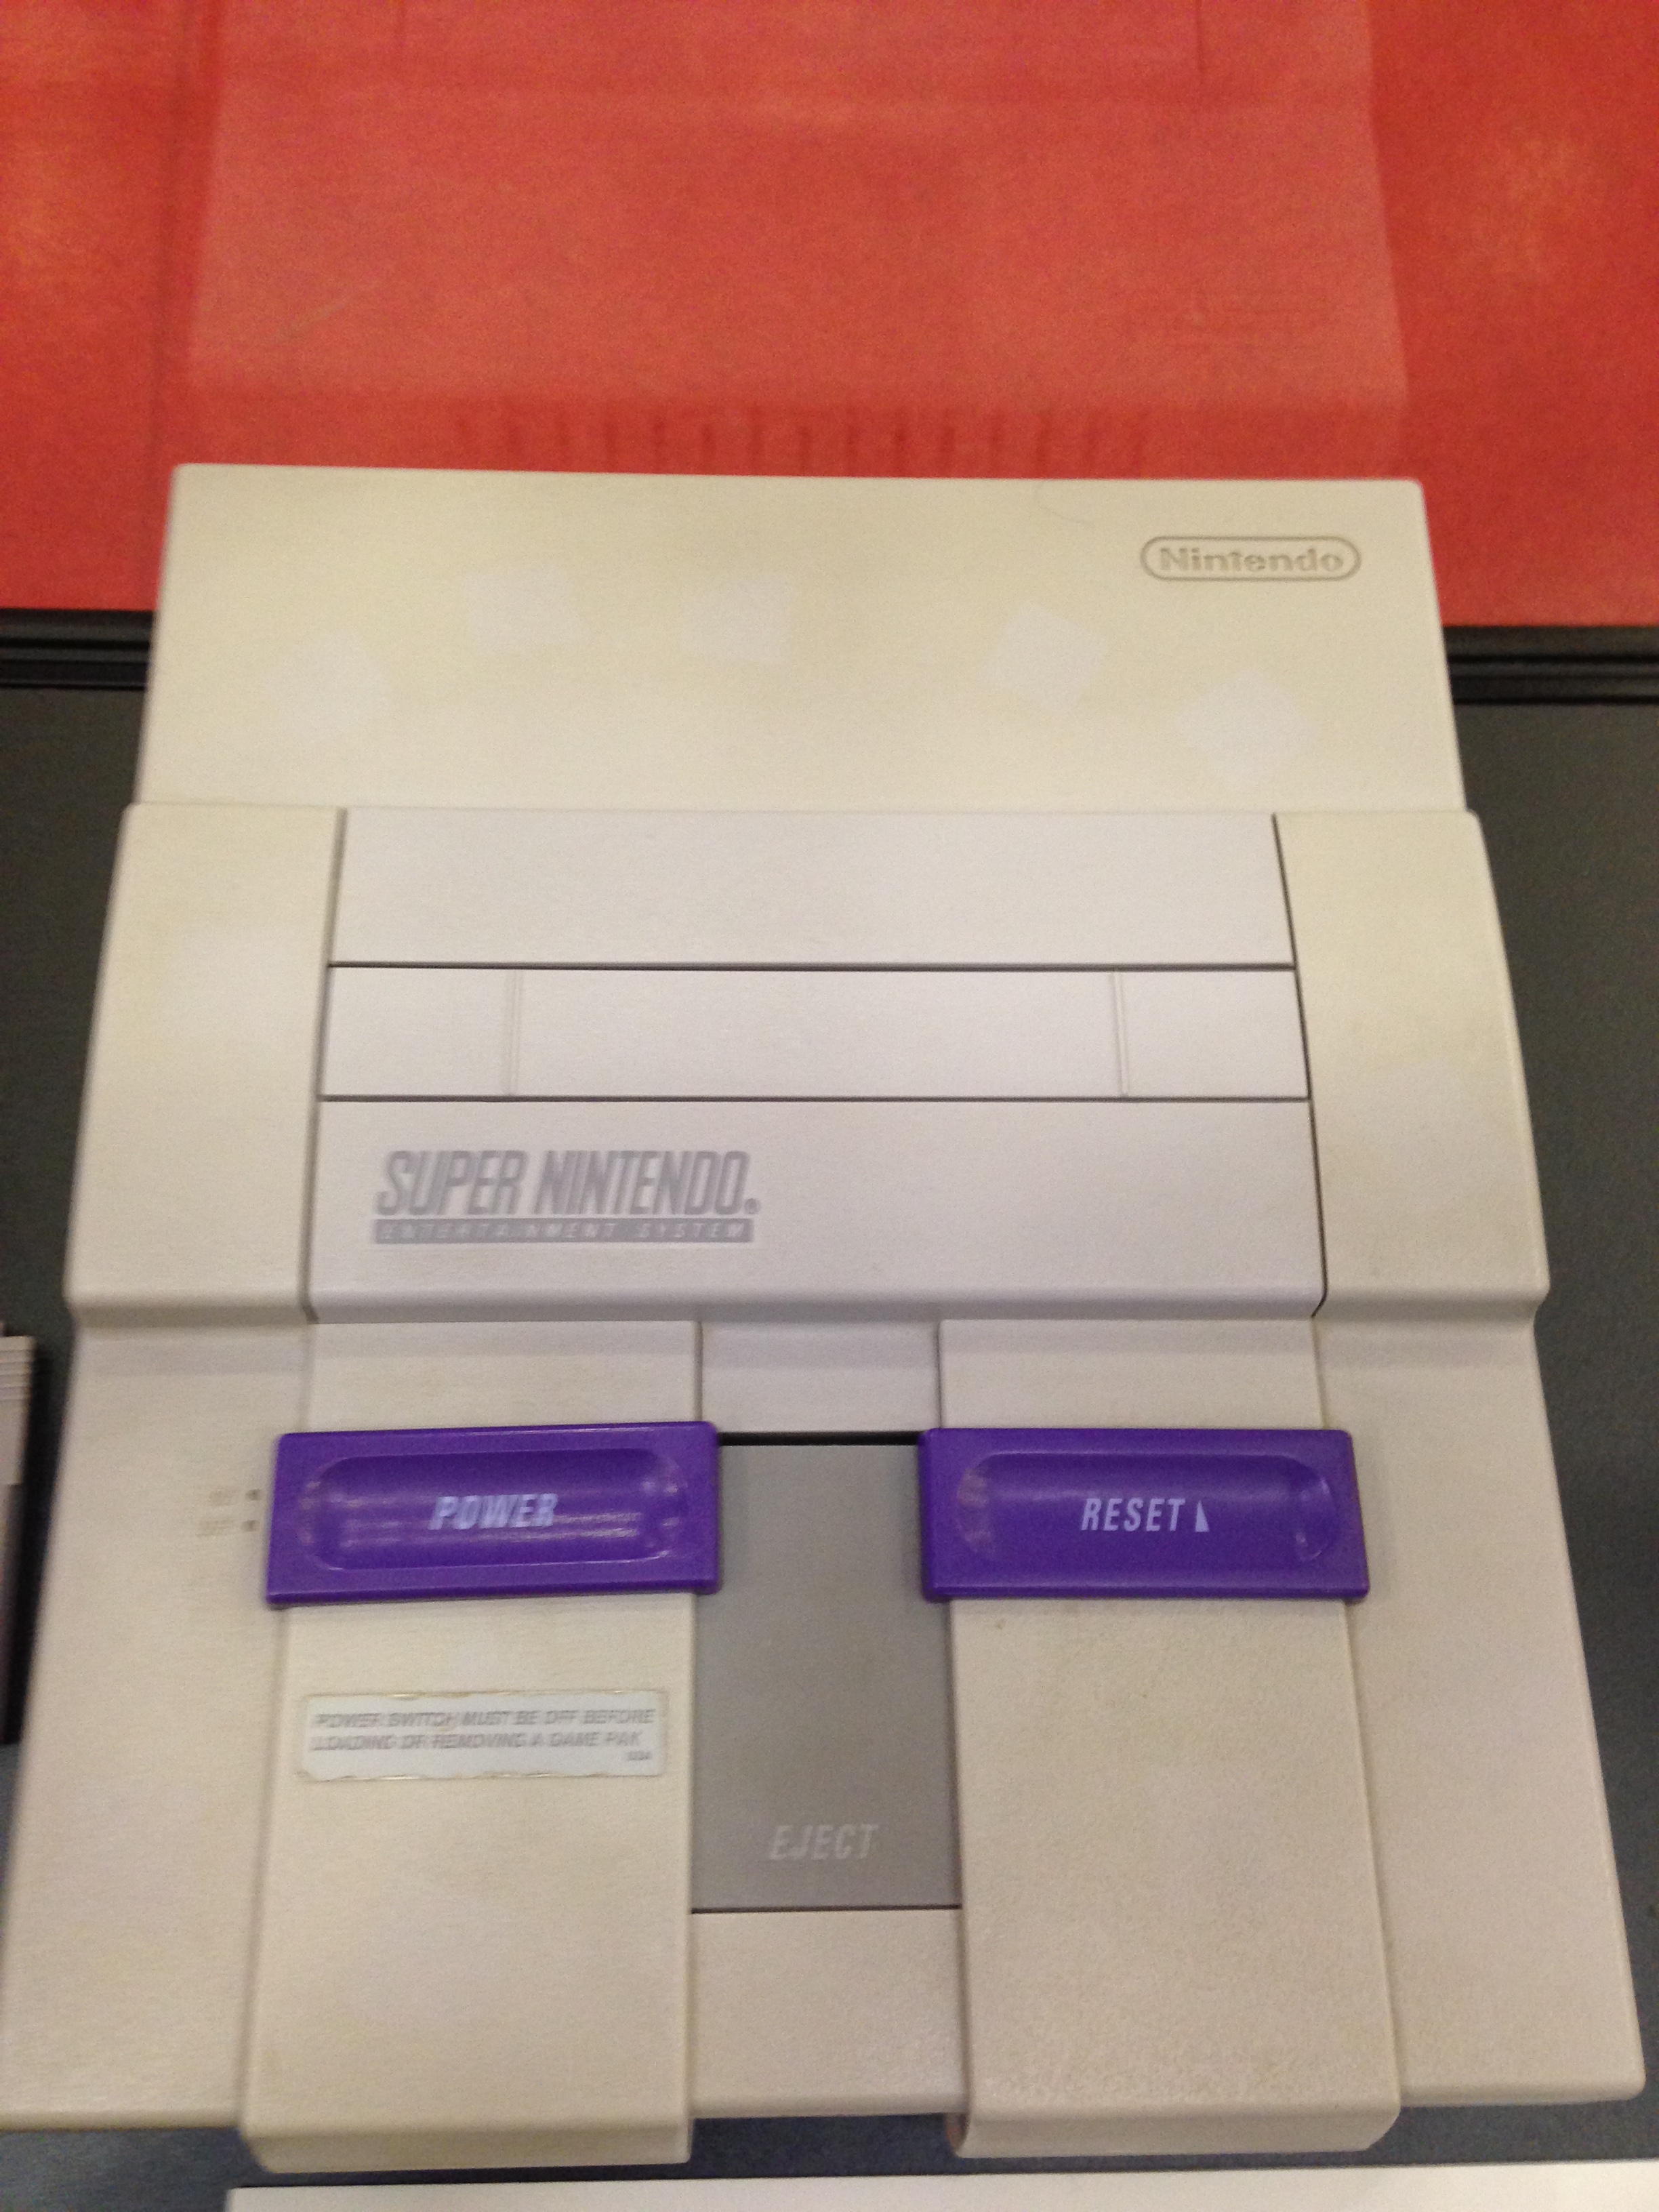 Nintendo
SUPER NINTENDO®
ENTERTAINMENT SYSTEM
POWER
RESET
POWER SWITCH MUST BE OFF BEFORE
LOADING OR REMOVING A GAME PAK
EJECT